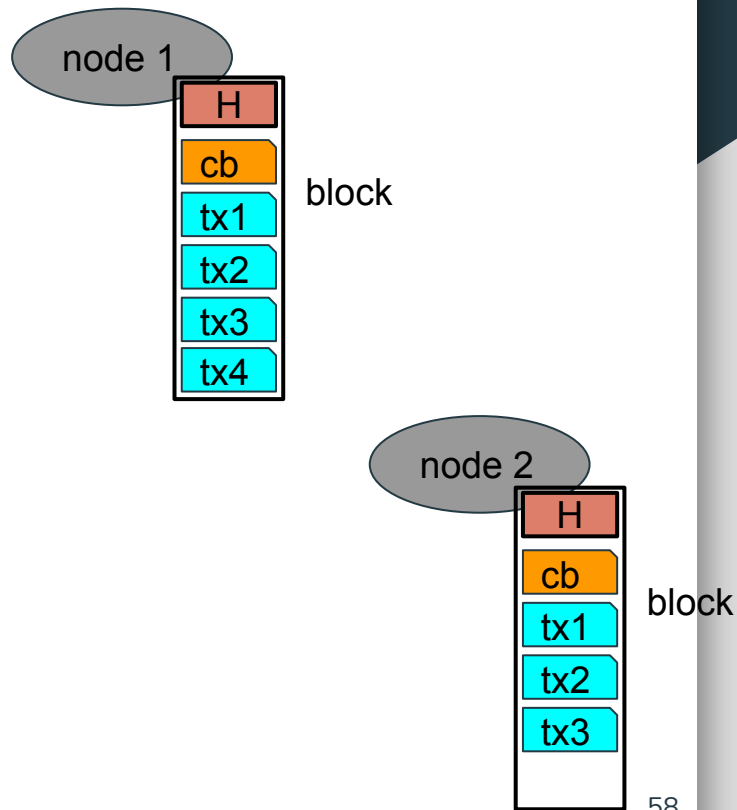 node 1
H
cb
block
tx1
tx2
tx3
tx4
node 2
H
cb
block
tx1
tx2
tx3
58